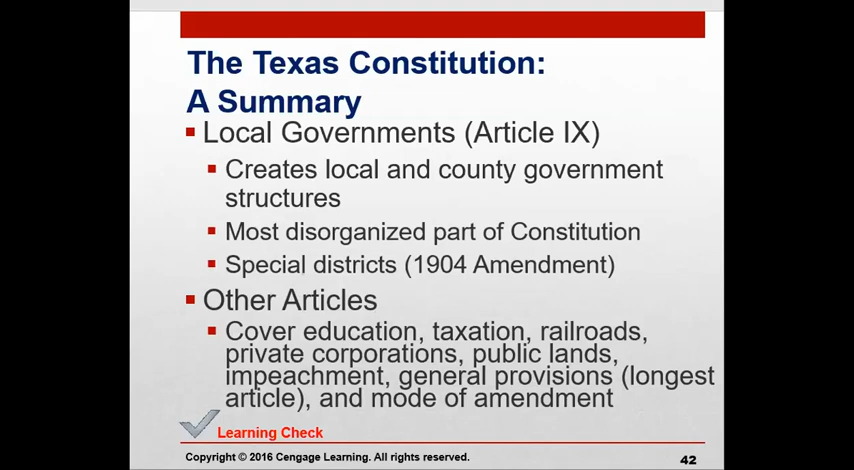 The Texas Constitution:
A Summary
Local Governments (Article IX)
Creates local and county government
structures
Most disorganized part of Constitution
Special districts (1904 Amendment)
Other Articles
Cover education, taxation, railroads,
private corporations, public lands,
impeachment, general provisions (longest
article), and mode of amendment
Learning Check
Copyright © 2016 Cengage Learning. All rights reserved.
42